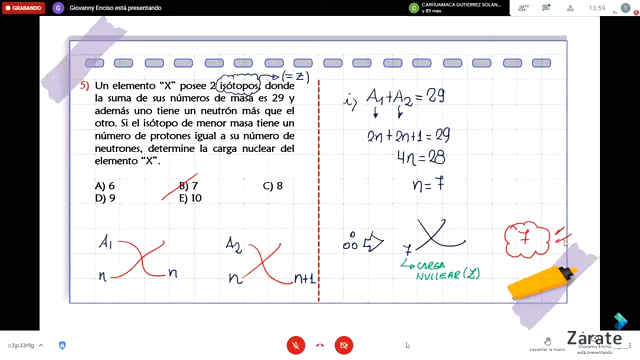 GRABANDO
G
Giovanny Enciso está presentando
CARHUAMACA GUTIERREZ SOLAN...
y 85 más
13:59
5) Un elemento “X” posee 2 isótopos, donde (=Z)
la suma de sus números de masa es 29 y
además uno tiene un neutrón más que el
otro. Si el isótopo de menor masa tiene un
número de protones igual a su número de
neutrones, determine la carga nuclear del
elemento “X”.
A) 6 B) 7 C) 8
D) 9 E) 10
A1
n n
A2
n n+1
i) A1+A2=29
2n+2n+1=29
4n=28
n=7
7
CARGA
NUCLEAR(Z)
7
c3jp33rllg
Levantar la mano
Giovanny Enciso
está presentando
Zárate